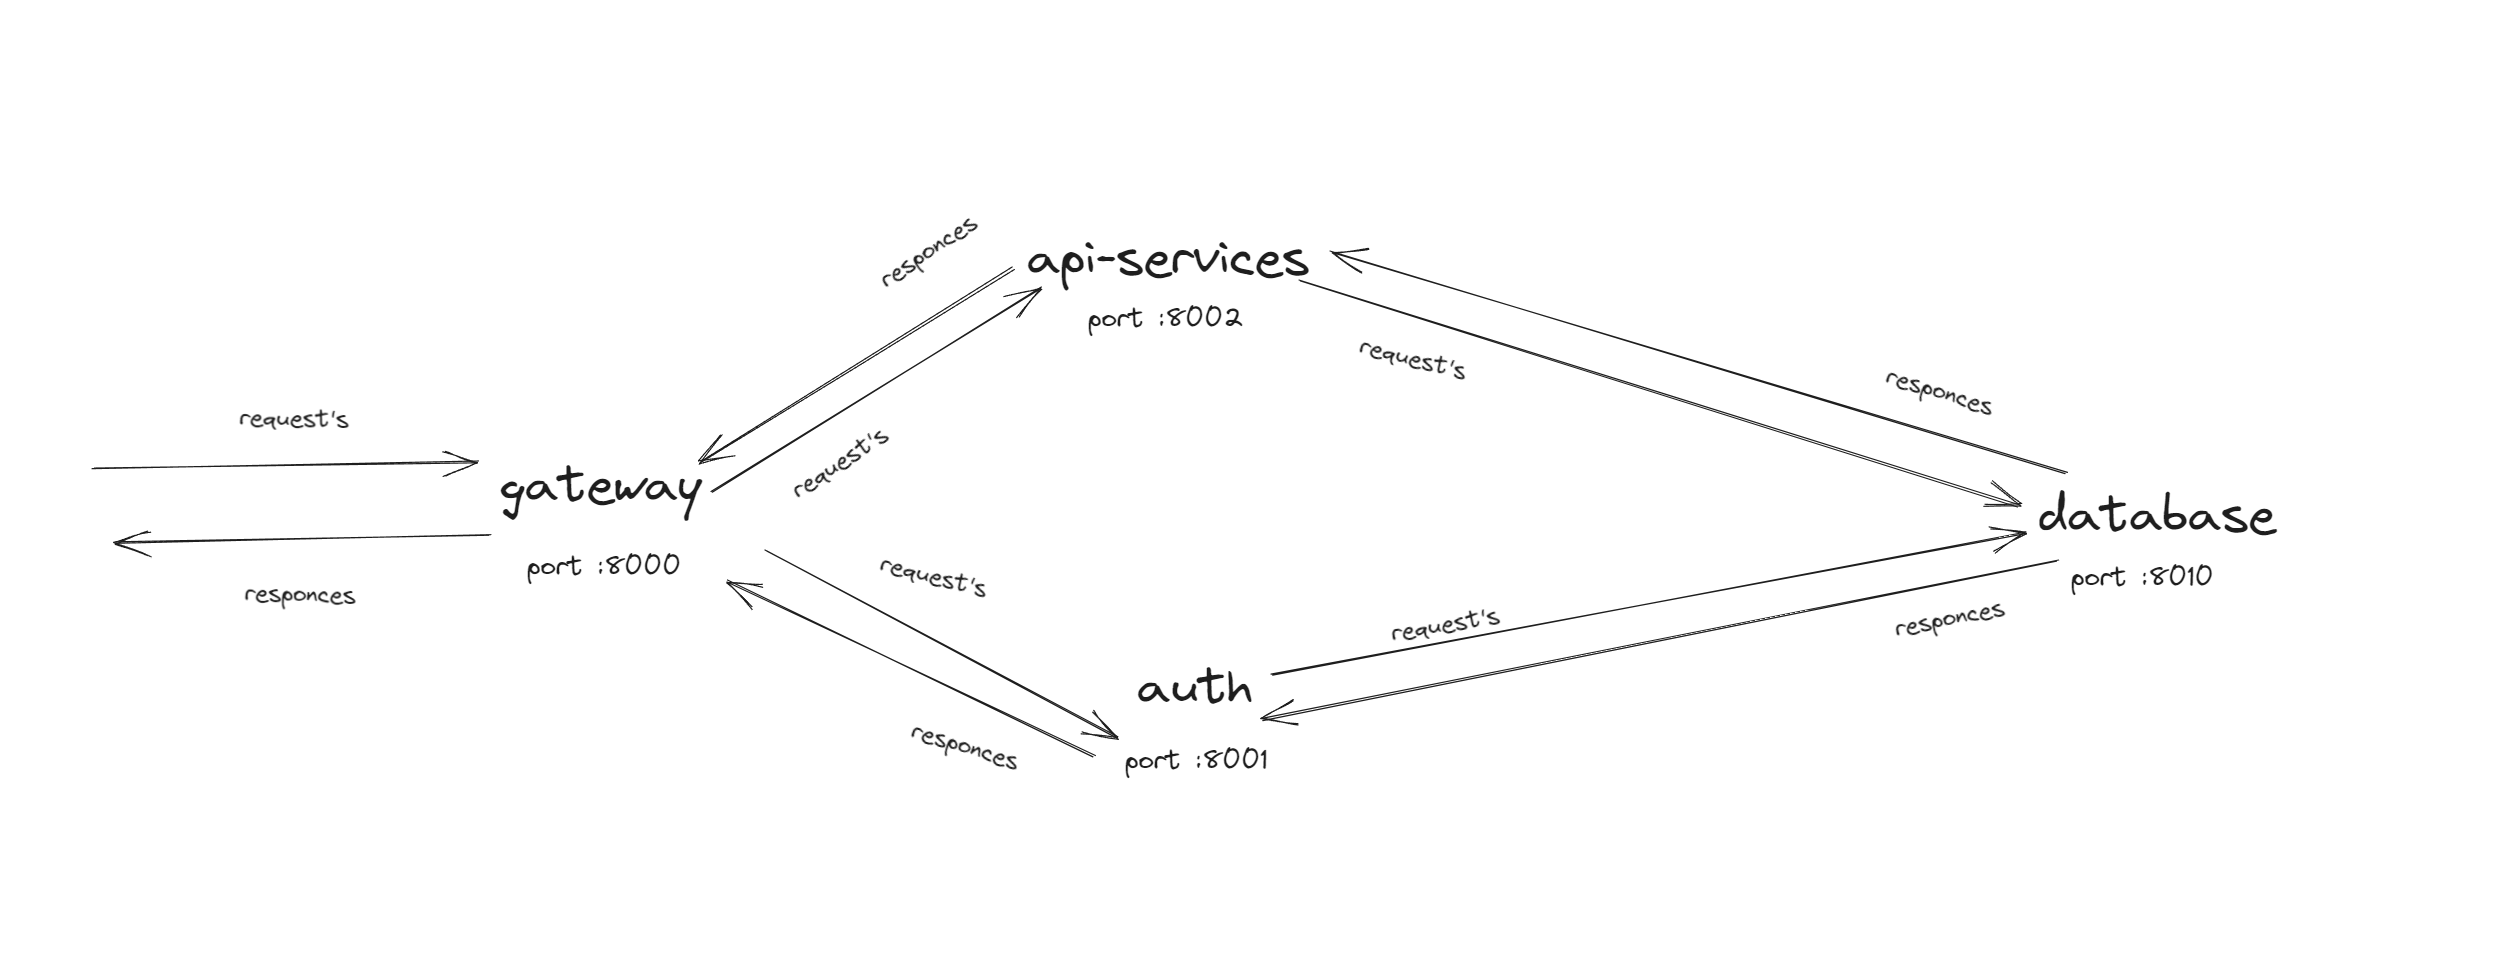 responces
api-services
port :8002
request's
responces
request's
request's
gateway
port :8000
responces
database
port :8010
request's
request's
responces
auth
port :8001
responces